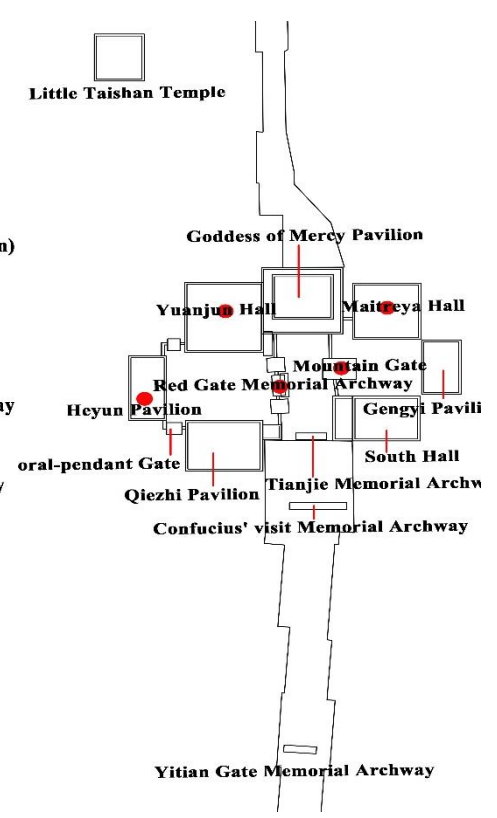 Little Taishan Temple
n)
Goddess of Mercy Pavilion
Yuanjun Hall
Maitreya Hall
Mountain Gate
Red Gate Memorial Archway
ay
Heyun Pavilion
Gengyi Pavili
South Hall
oral-pendant Gate
y
Tianjie Memorial Archw
Qiezhi Pavilion
Confucius' visit Memorial Archway
Yitian Gate Memorial Archway